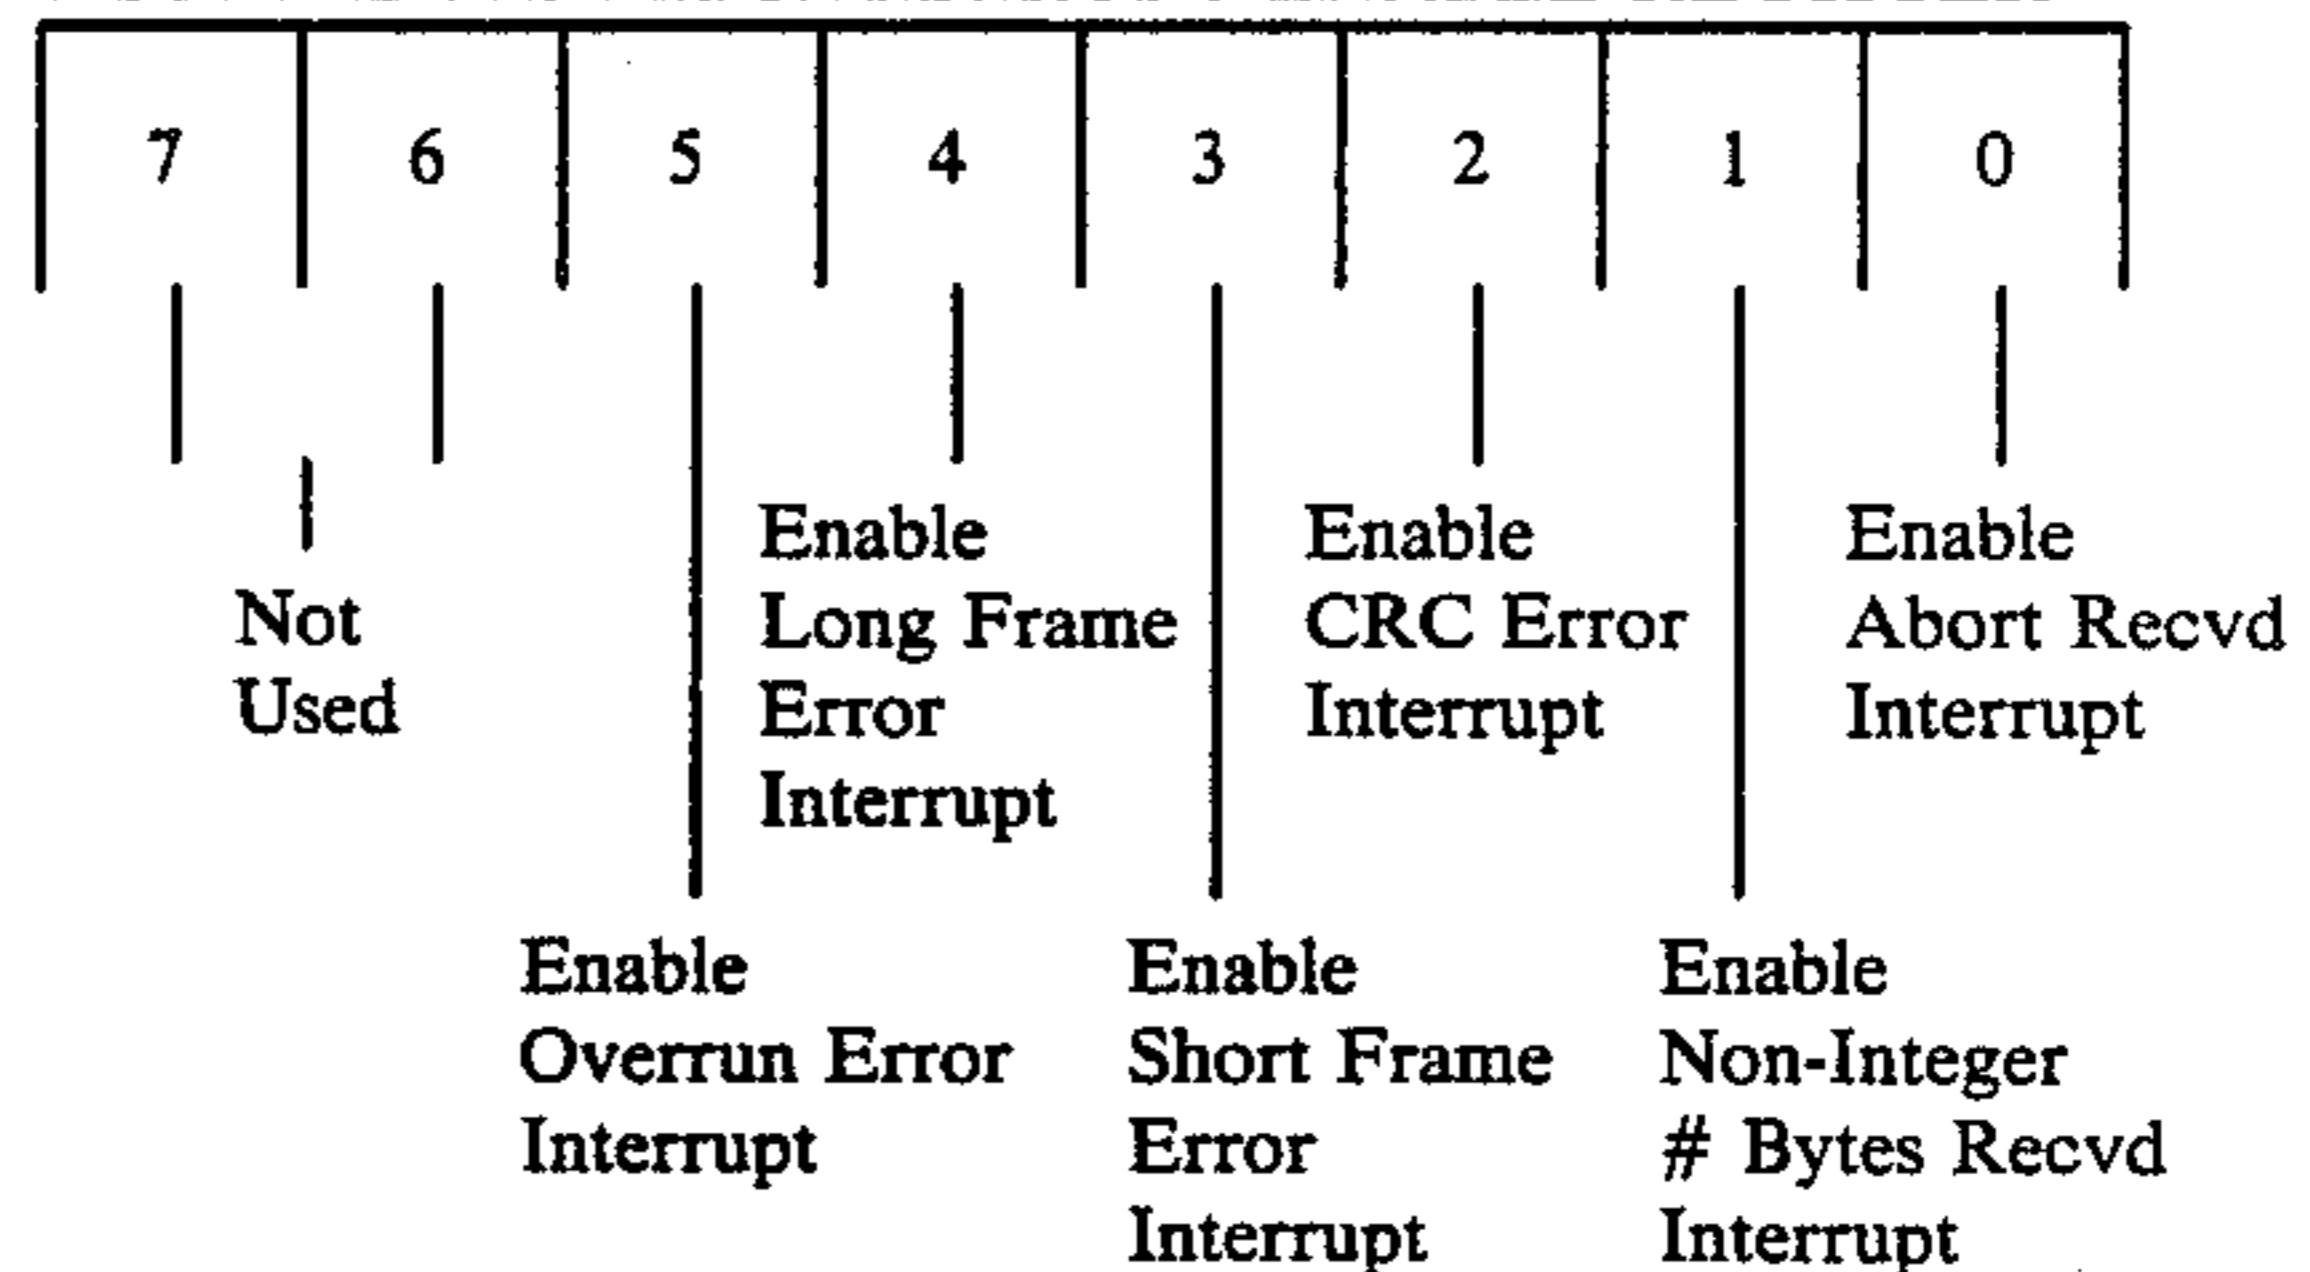 7 6 5 4 3 2 1 0
Not
Used
Enable
Long Frame
Error
Interrupt
Enable
CRC Error
Interrupt
Enable
Abort Recvd
Interrupt
Enable
Overrun Error
Interrupt
Enable
Short Frame
Error
Interrupt
Enable
Non-Integer
# Bytes Recvd
Interrupt